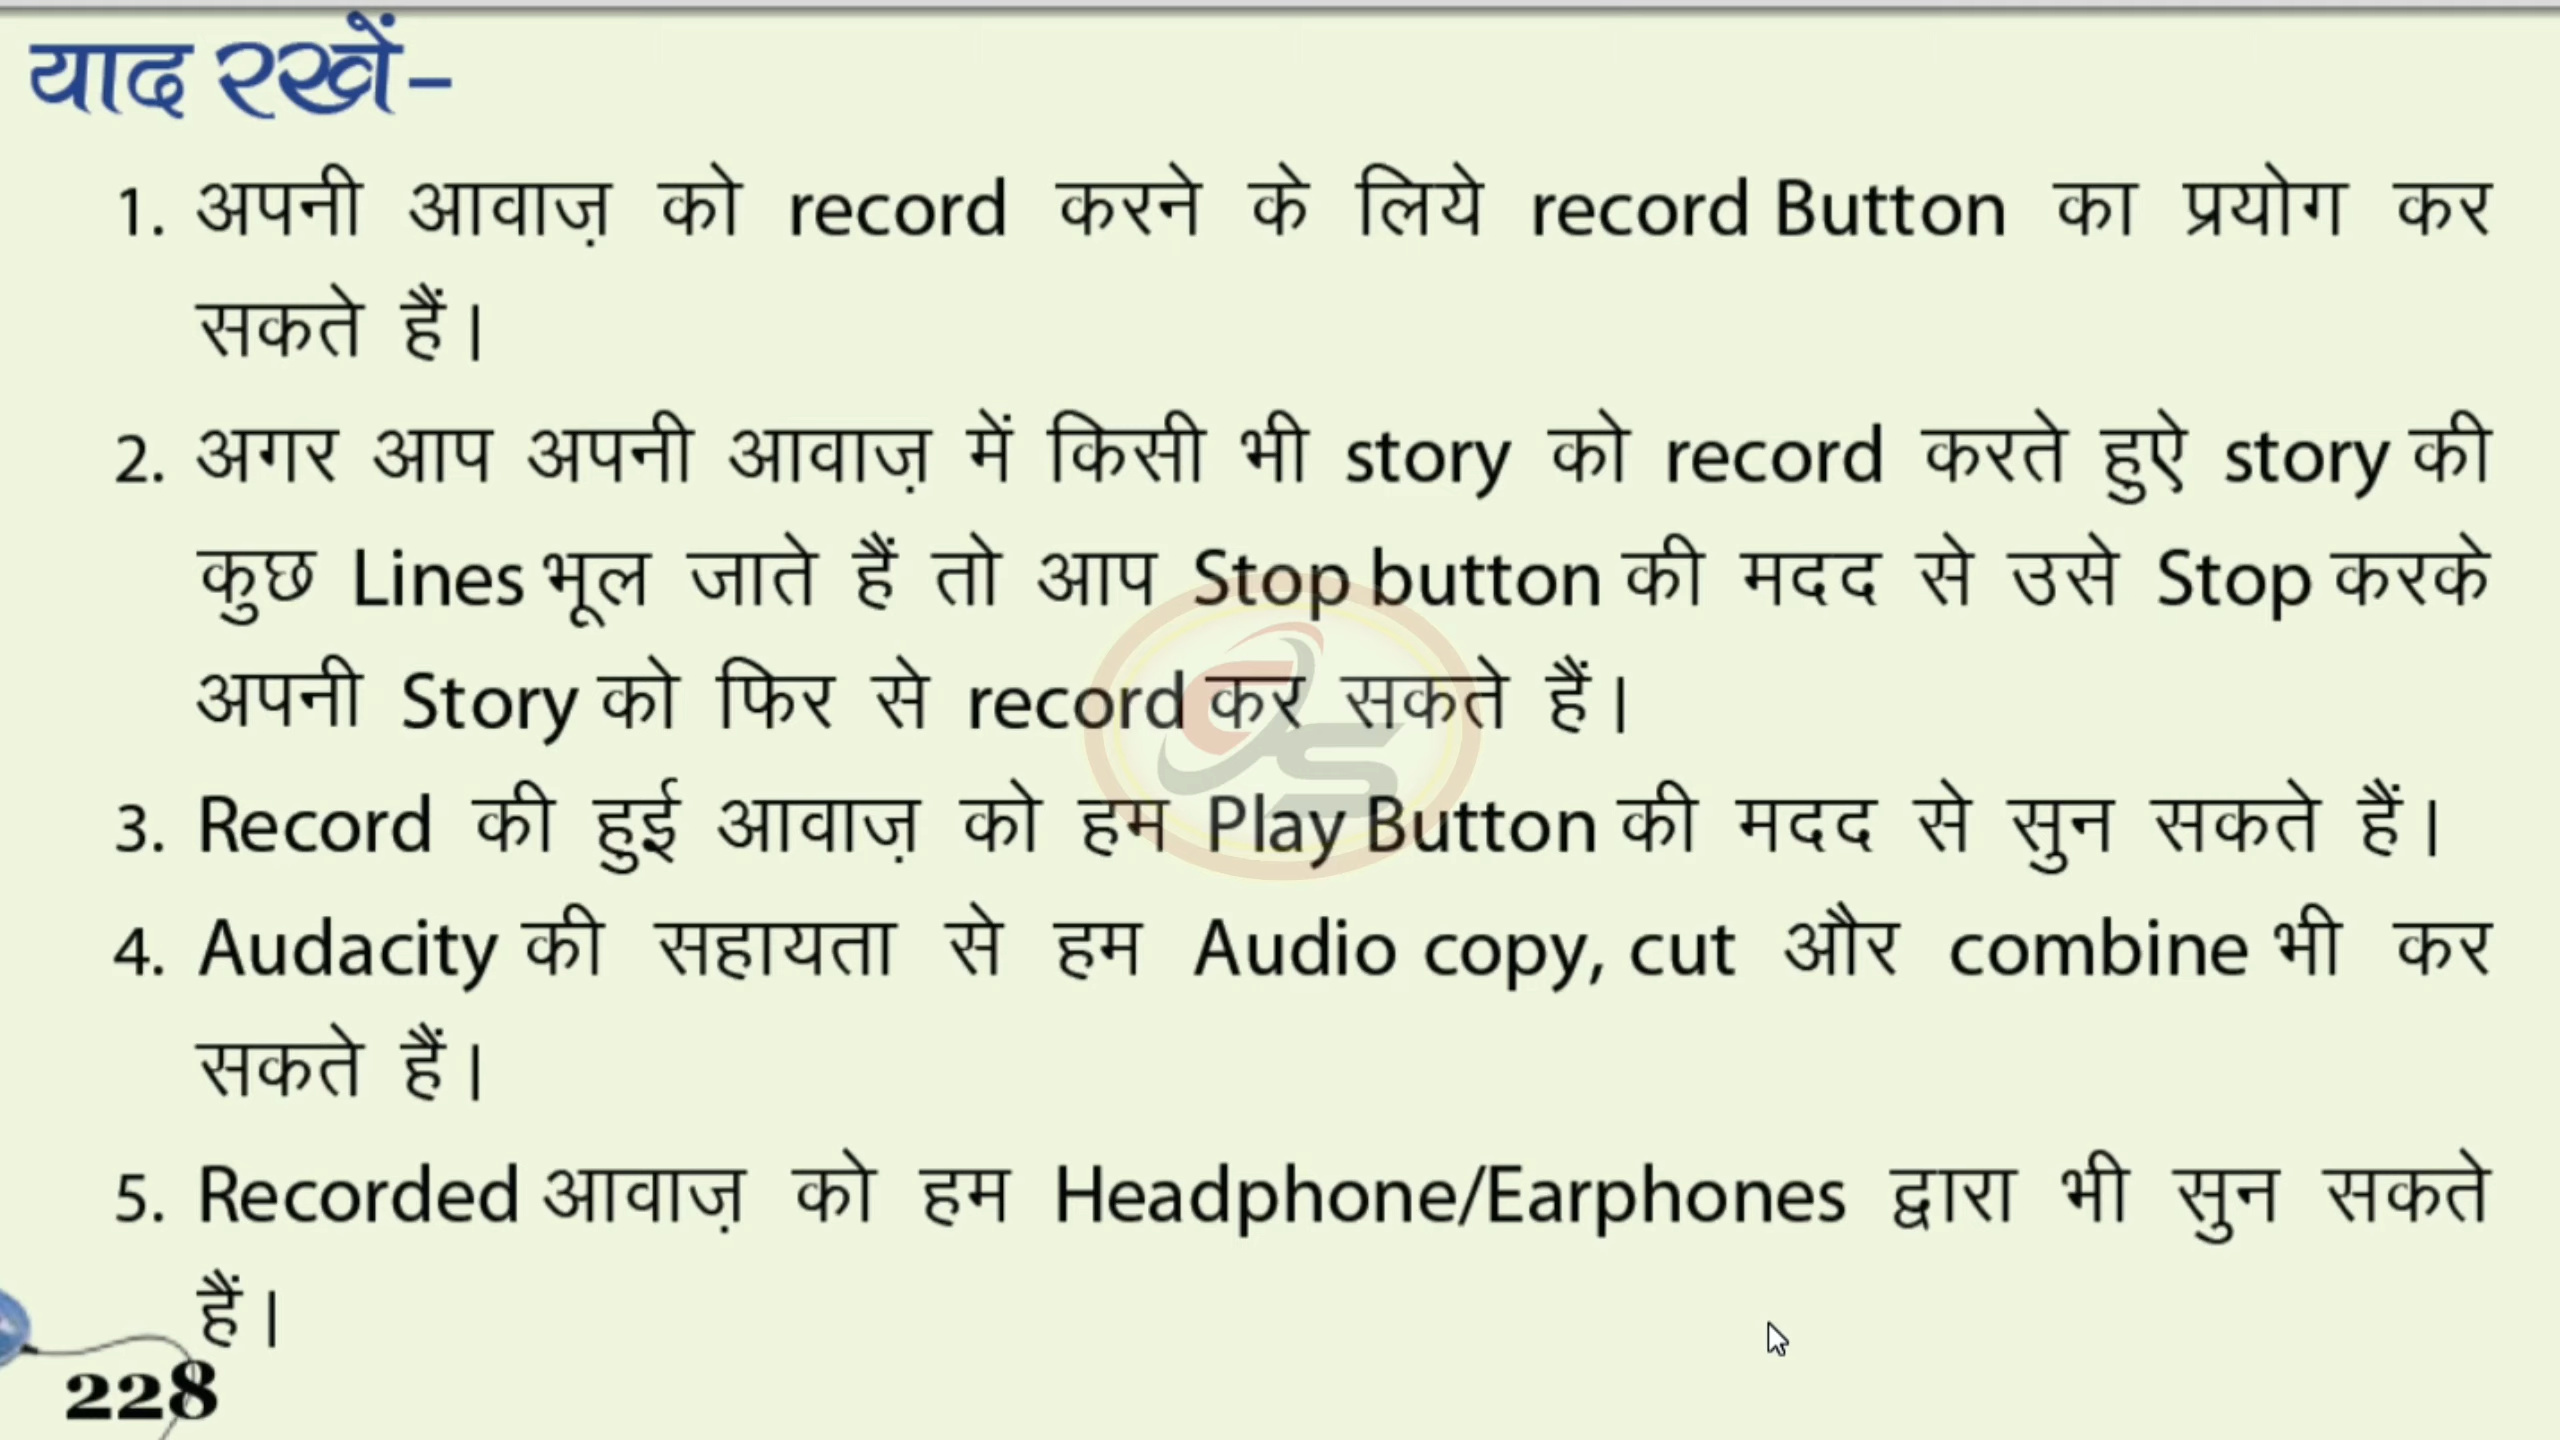 याद रखें–
1. अपनी आवाज़ को record करने के लिये record Button का प्रयोग कर
सकते हैं।
2. अगर आप अपनी आवाज़ में किसी भी story को record करते हुऐ story की
कुछ Lines भूल जाते हैं तो आप Stop button की मदद से उसे Stop करके
अपनी Story को फिर से record कर सकते हैं।
3. Record की हुई आवाज़ को हम Play Button की मदद से सुन सकते हैं।
4. Audacity की सहायता से हम Audio copy, cut और combine भी कर
सकते हैं।
5. Recorded आवाज़ को हम Headphone/Earphones द्वारा भी सुन सकते
हैं।
228